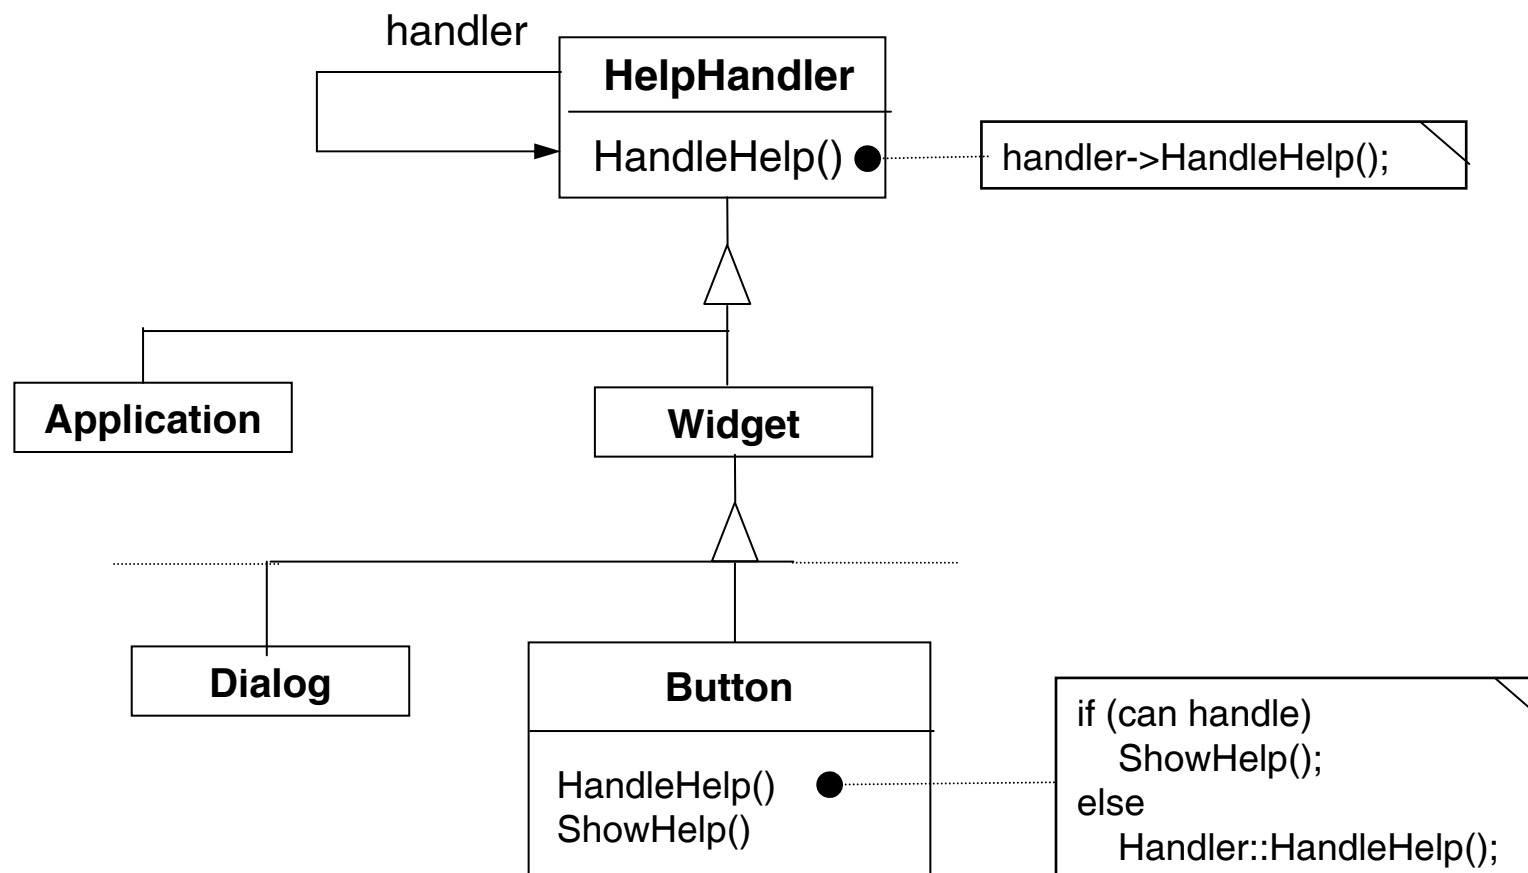 handler
HelpHandler
HandleHelp()
handler->HandleHelp();
Application
Widget
Dialog
Button
HandleHelp()
ShowHelp()
if (can handle)
ShowHelp();
else
Handler::HandleHelp();